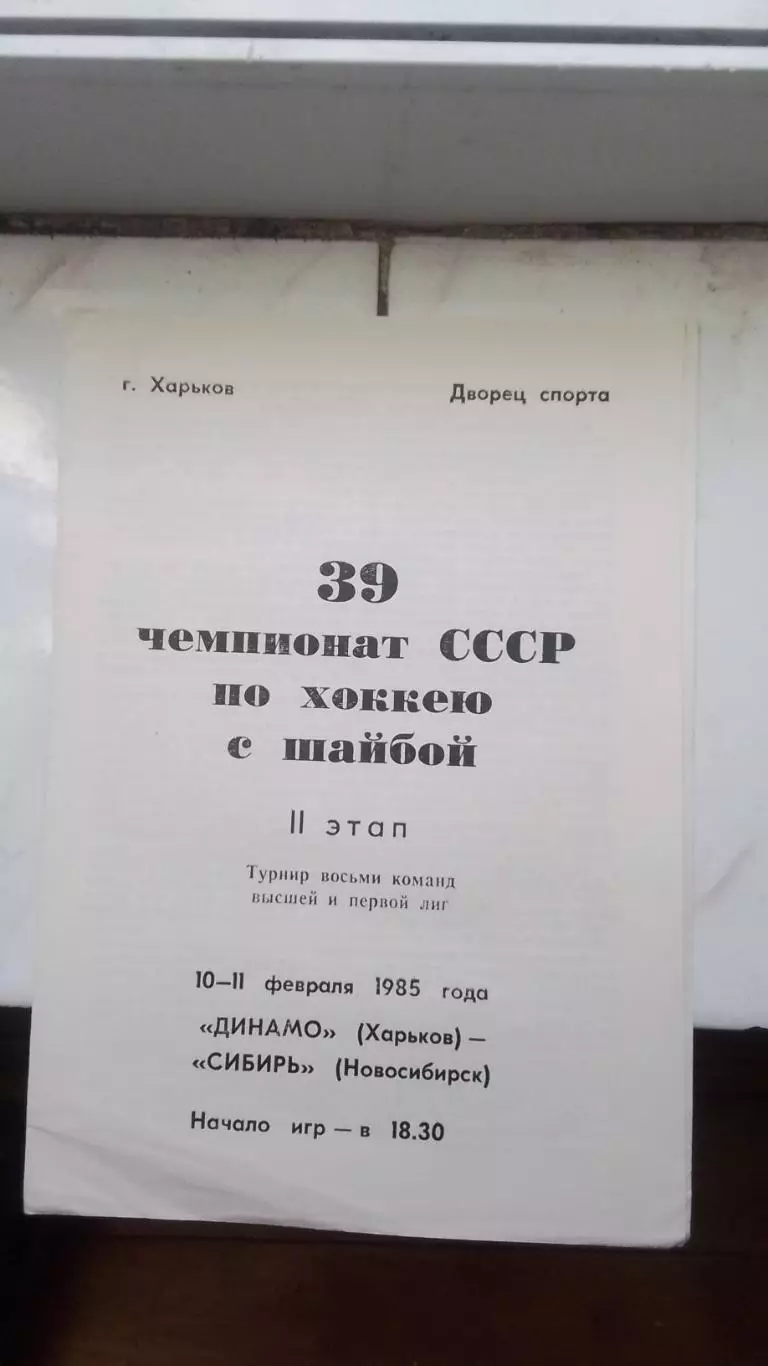 г. Харьков Дворец спорта
39
чемпионат СССР
по хоккею
с шайбой
II этап
Турнир восьми команд
высшей и первой лиг
10—11 февраля 1985 года
«ДИНАМО» (Харьков) —
«СИБИРЬ» (Новосибирск)
Начало игр — в 18.30